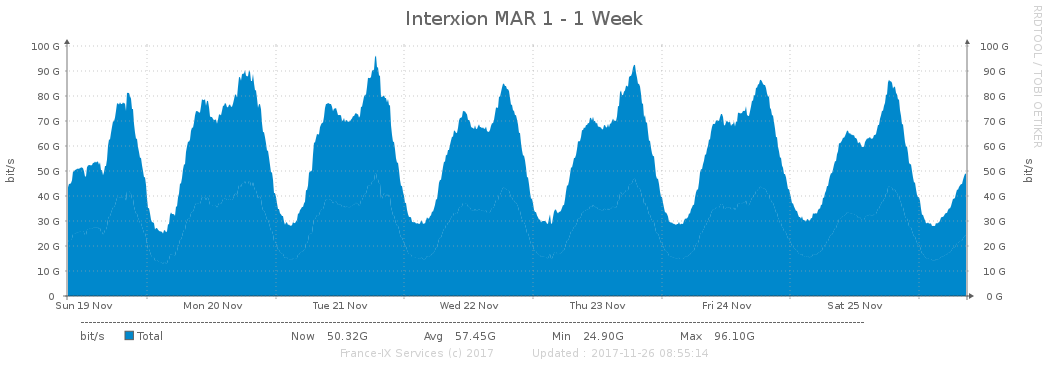 Interxion MAR 1 - 1 Week
RRDTOOL / TOBI OETIKER
100 G 100 G
90 G 90 G
80 G 80 G
70 G 70 G
60 G 60 G
50 G 50 G
40 G 40 G
30 G 30 G
20 G 20 G
10 G 10 G
0 0 G
bit/s bit/s
Sun 19 Nov Mon 20 Nov Tue 21 Nov Wed 22 Nov Thu 23 Nov Fri 24 Nov Sat 25 Nov
bit/s Total Now 50.32G Avg 57.45G Min 24.90G Max 96.10G
France-IX Services (c) 2017 Updated : 2017-11-26 08:55:14